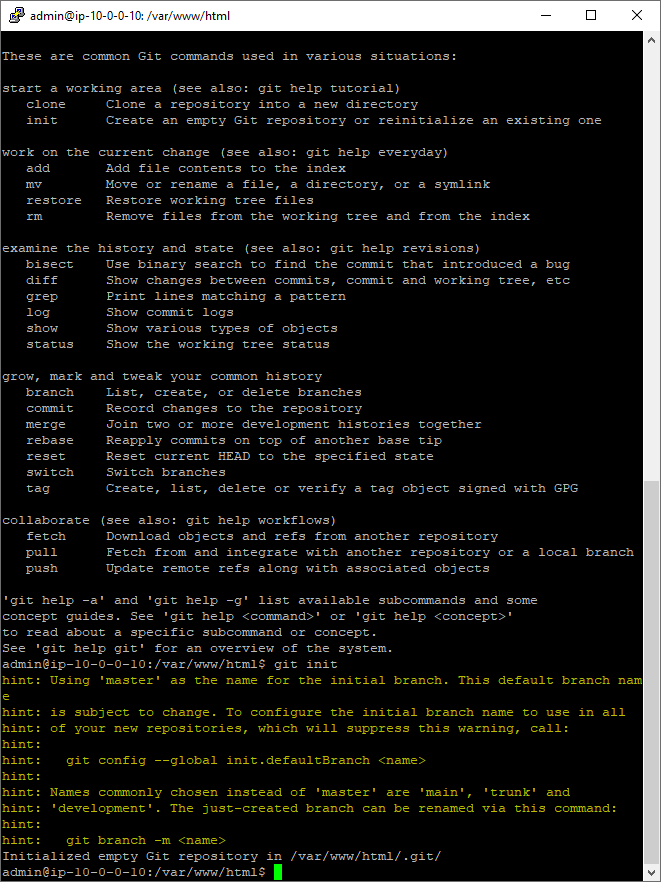 admin@ip-10-0-0-10: /var/www/html
These are common Git commands used in various situations:
start a working area (see also: git help tutorial)
   clone     Clone a repository into a new directory
   init      Create an empty Git repository or reinitialize an existing one
work on the current change (see also: git help everyday)
   add       Add file contents to the index
   mv        Move or rename a file, a directory, or a symlink
   restore   Restore working tree files
   rm        Remove files from the working tree and from the index
examine the history and state (see also: git help revisions)
   bisect    Use binary search to find the commit that introduced a bug
   diff      Show changes between commits, commit and working tree, etc
   grep      Print lines matching a pattern
   log       Show commit logs
   show      Show various types of objects
   status    Show the working tree status
grow, mark and tweak your common history
   branch    List, create, or delete branches
   commit    Record changes to the repository
   merge     Join two or more development histories together
   rebase    Reapply commits on top of another base tip
   reset     Reset current HEAD to the specified state
   switch    Switch branches
   tag       Create, list, delete or verify a tag object signed with GPG
collaborate (see also: git help workflows)
   fetch     Download objects and refs from another repository
   pull      Fetch from and integrate with another repository or a local branch
   push      Update remote refs along with associated objects
'git help -a' and 'git help -g' list available subcommands and some
concept guides. See 'git help <command>' or 'git help <concept>'
to read about a specific subcommand or concept.
See 'git help git' for an overview of the system.
admin@ip-10-0-0-10:/var/www/html$ git init
hint: Using 'master' as the name for the initial branch. This default branch nam
e
hint: is subject to change. To configure the initial branch name to use in all
hint: of your new repositories, which will suppress this warning, call:
hint:
hint:   git config --global init.defaultBranch <name>
hint:
hint: Names commonly chosen instead of 'master' are 'main', 'trunk' and
hint: 'development'. The just-created branch can be renamed via this command:
hint:
hint:   git branch -m <name>
Initialized empty Git repository in /var/www/html/.git/
admin@ip-10-0-0-10:/var/www/html$